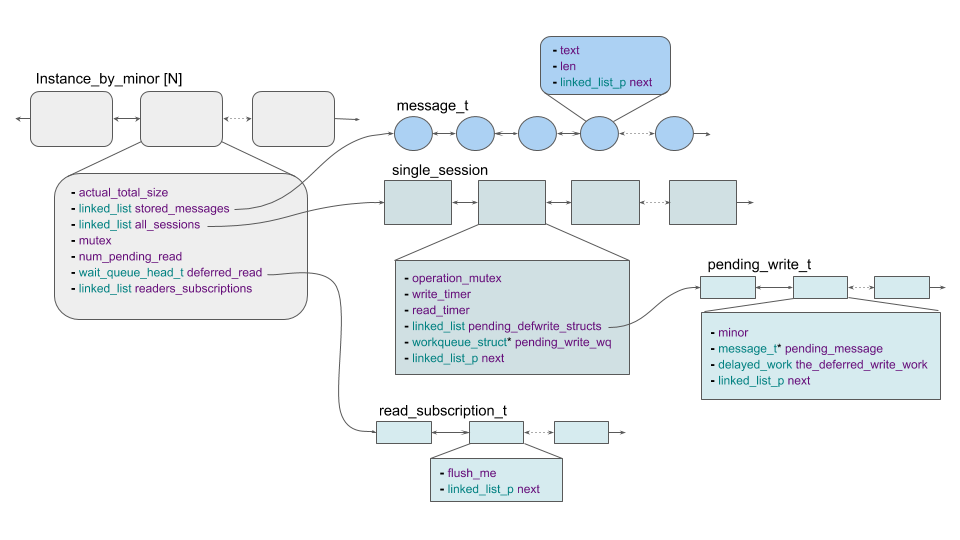 Instance_by_minor [N]
- actual_total_size
- linked_list stored_messages
- linked_list all_sessions
- mutex
- num_pending_read
- wait_queue_head_t deferred_read
- linked_list readers_subscriptions
message_t
- text
- len
- linked_list_p next
single_session
- operation_mutex
- write_timer
- read_timer
- linked_list pending_defwrite_structs
- workqueue_struct* pending_write_wq
- linked_list_p next
pending_write_t
- minor
- message_t* pending_message
- delayed_work the_deferred_write_work
- linked_list_p next
read_subscription_t
- flush_me
- linked_list_p next